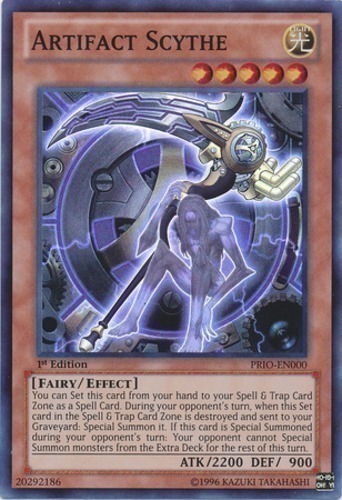 ARTIFACT SCYTHE
LIGHT
光
1st Edition
PRIO-EN000
[FAIRY/EFFECT]
You can Set this card from your hand to your Spell & Trap Card
Zone as a Spell Card. During your opponent's turn, when this Set
card in the Spell & Trap Card Zone is destroyed and sent to your
Graveyard: Special Summon it. If this card is Special Summoned
during your opponent's turn: Your opponent cannot Special
Summon monsters from the Extra Deck for the rest of this turn.
ATK/2200 DEF/ 900
20292186
©1996 KAZUKI TAKAHASHI